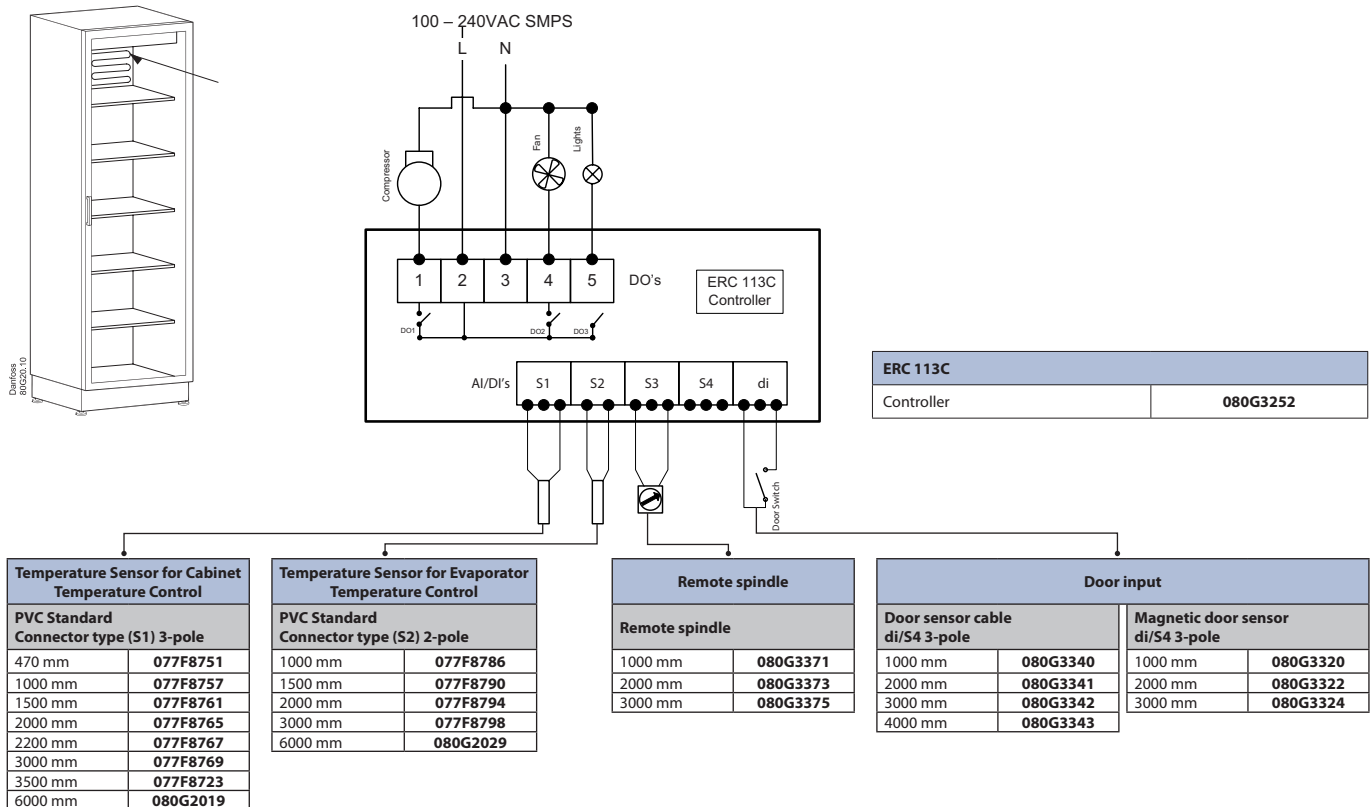 100 – 240VAC SMPS
L N
Compressor
Fan
Lights
1 2 3 4 5 DO's
ERC 113C
Controller
DO1 DO2 DO3
AI/DI's S1 S2 S3 S4 di
Door Switch
Danfoss
80G20.10
ERC 113C
Controller 080G3252
Temperature Sensor for Cabinet
Temperature Control
PVC Standard
Connector type (S1) 3-pole
470 mm 077F8751
1000 mm 077F8757
1500 mm 077F8761
2000 mm 077F8765
2200 mm 077F8767
3000 mm 077F8769
3500 mm 077F8723
6000 mm 080G2019
Temperature Sensor for Evaporator
Temperature Control
PVC Standard
Connector type (S2) 2-pole
1000 mm 077F8786
1500 mm 077F8790
2000 mm 077F8794
3000 mm 077F8798
6000 mm 080G2029
Remote spindle
Remote spindle
1000 mm 080G3371
2000 mm 080G3373
3000 mm 080G3375
Door input
Door sensor cable
di/S4 3-pole
1000 mm 080G3340
2000 mm 080G3341
3000 mm 080G3342
4000 mm 080G3343
Magnetic door sensor
di/S4 3-pole
1000 mm 080G3320
2000 mm 080G3322
3000 mm 080G3324